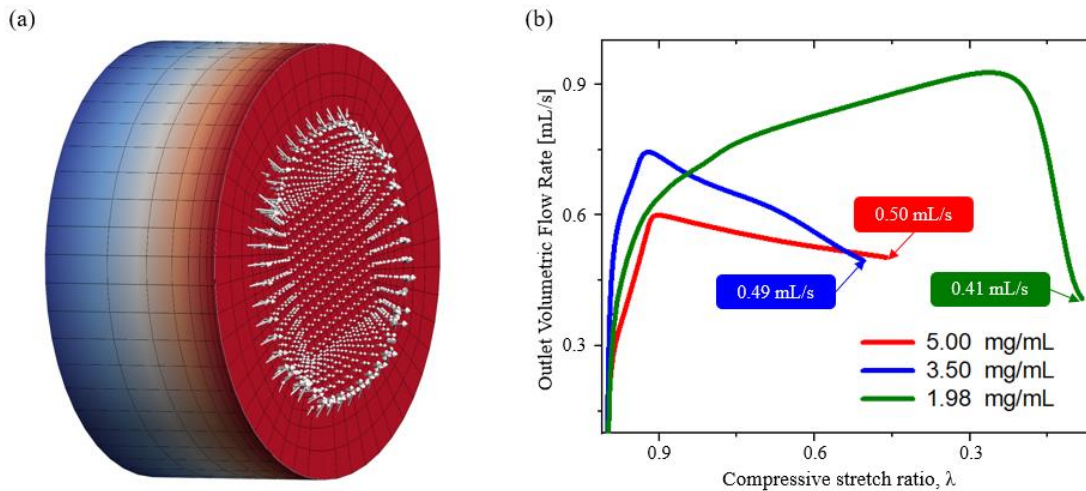 (a)
(b)
Outlet Volumetric Flow Rate [mL/s]
0.9
0.6
0.3
0.50 mL/s
0.49 mL/s
0.41 mL/s
5.00 mg/mL
3.50 mg/mL
1.98 mg/mL
0.9
0.6
0.3
Compressive stretch ratio, λ